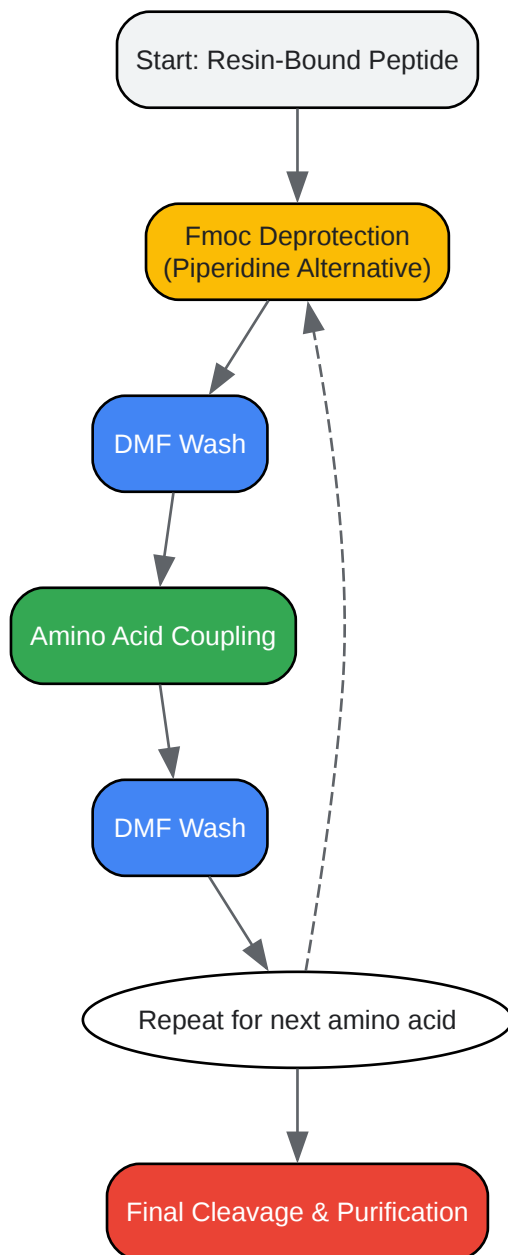 Start: Resin-Bound Peptide
Fmoc Deprotection
(Piperidine Alternative)
DMF Wash
Amino Acid Coupling
DMF Wash
Repeat for next amino acid
Final Cleavage & Purification